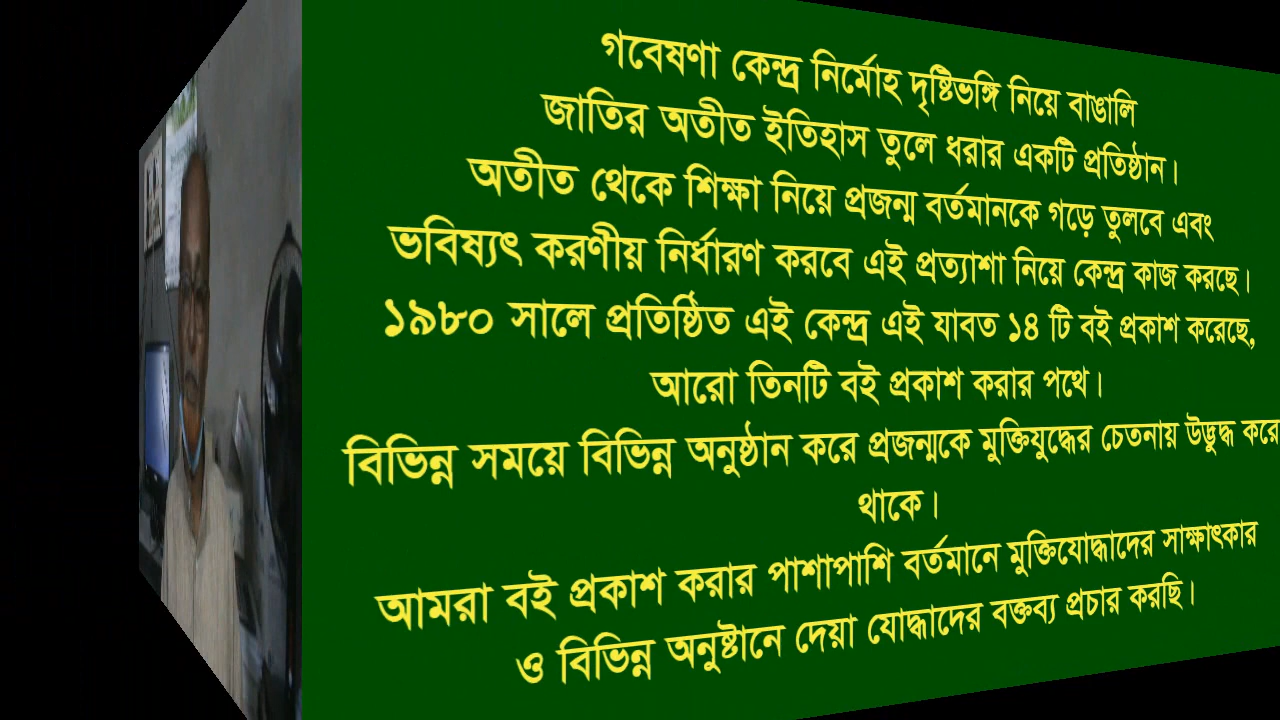 গবেষণা কেন্দ্র নির্মোহ দৃষ্টিভঙ্গি নিয়ে বাঙালি
জাতির অতীত ইতিহাস তুলে ধরার একটি প্রতিষ্ঠান।
অতীত থেকে শিক্ষা নিয়ে প্রজন্ম বর্তমানকে গড়ে তুলবে এবং
ভবিষ্যৎ করণীয় নির্ধারণ করবে এই প্রত্যাশা নিয়ে কেন্দ্র কাজ করছে।
১৯৮০ সালে প্রতিষ্ঠিত এই কেন্দ্র এই যাবত ১৪ টি বই প্রকাশ করেছে,
আরো তিনটি বই প্রকাশ করার পথে।
বিভিন্ন সময়ে বিভিন্ন অনুষ্ঠান করে প্রজন্মকে মুক্তিযুদ্ধের চেতনায় উদ্ভুদ্ধ করে
থাকে।
আমরা বই প্রকাশ করার পাশাপাশি বর্তমানে মুক্তিযোদ্ধাদের সাক্ষাৎকার
ও বিভিন্ন অনুষ্টানে দেয়া যোদ্ধাদের বক্তব্য প্রচার করছি।